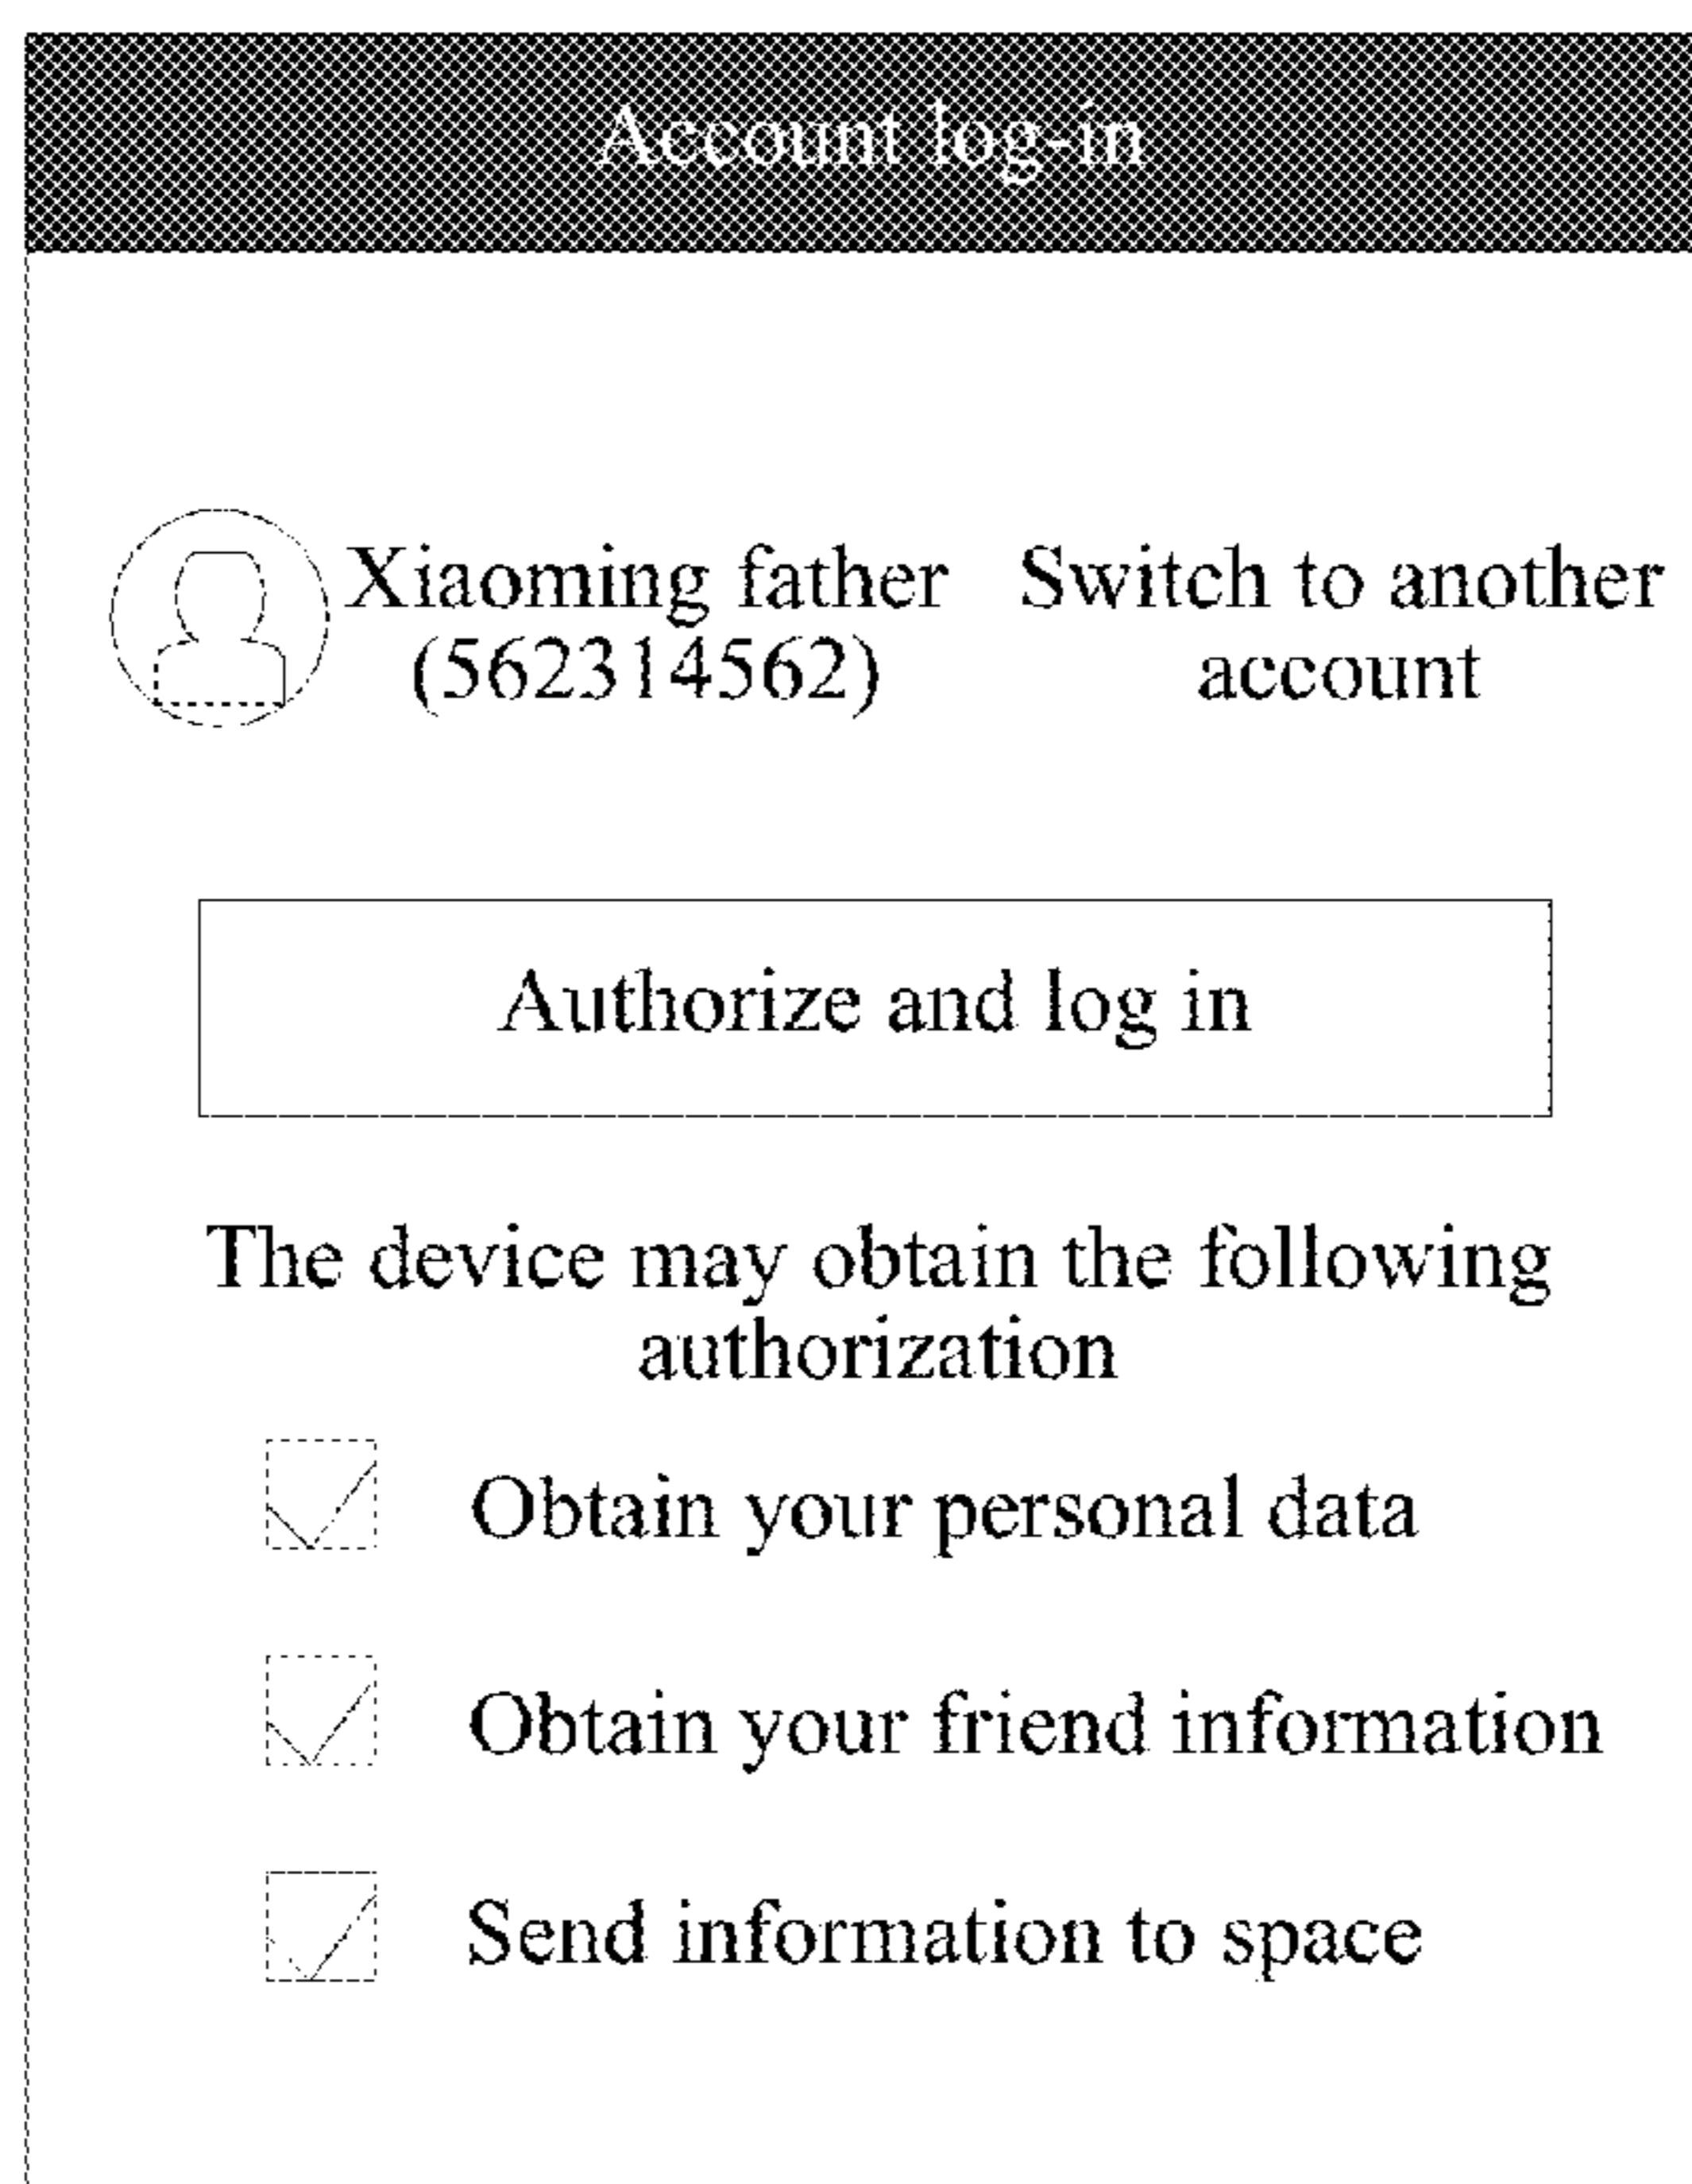 Account log-in
Xiaoming father
(562314562)
Switch to another
account
Authorize and log in
The device may obtain the following
authorization
Obtain your personal data
Obtain your friend information
Send information to space